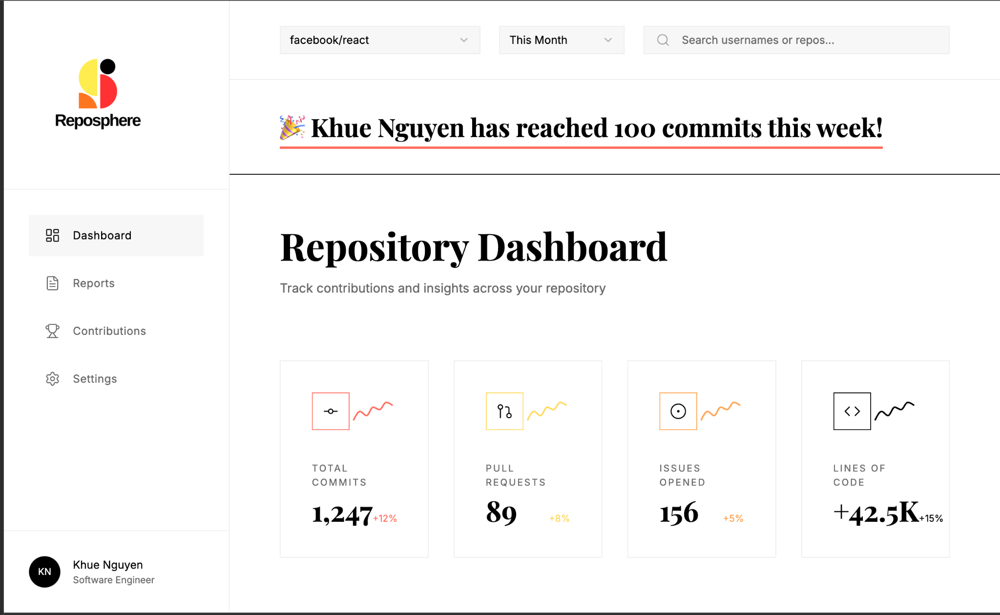 Reposphere
Dashboard
Reports
Contributions
Settings
KN
Khue Nguyen
Software Engineer
facebook/react
This Month
Search usernames or repos...
🎉 Khue Nguyen has reached 100 commits this week!
Repository Dashboard
Track contributions and insights across your repository
TOTAL
COMMITS
1,247 +12%
PULL
REQUESTS
89 +8%
ISSUES
OPENED
156 +5%
LINES OF
CODE
+42.5K +15%